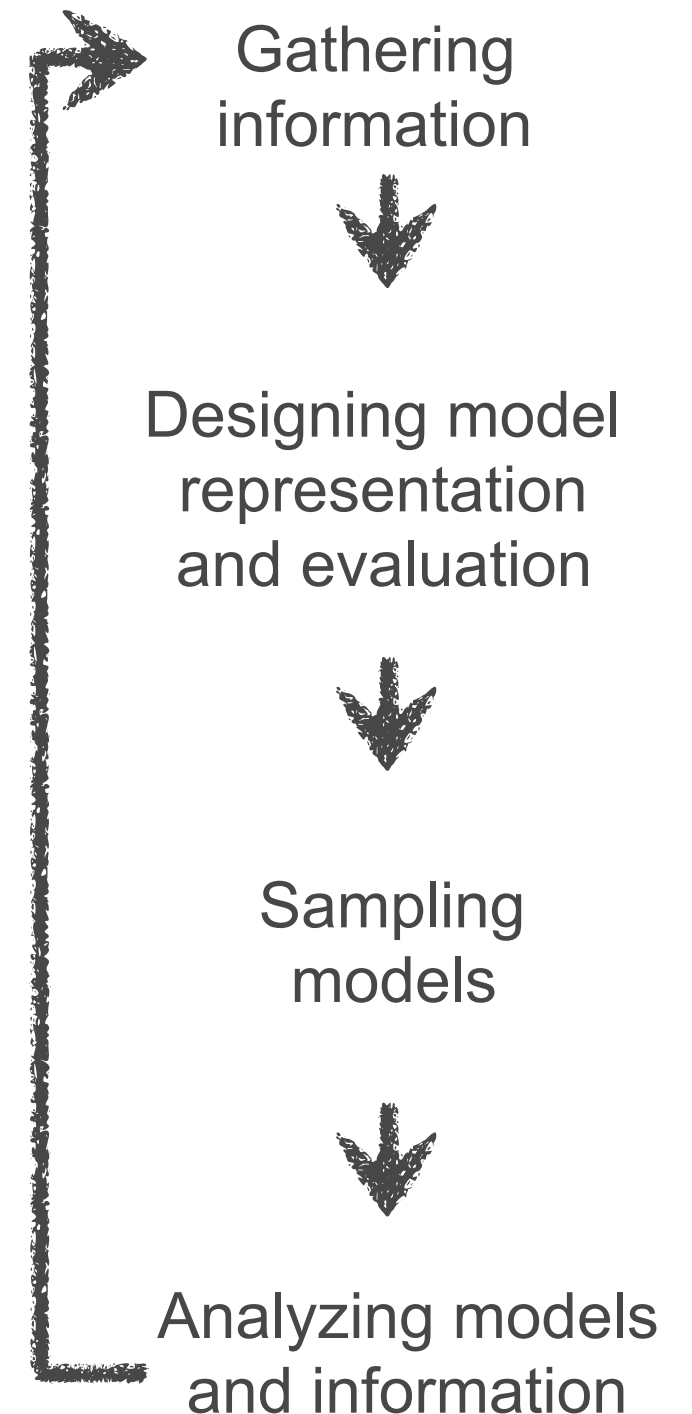 Gathering
information
Designing model
representation
and evaluation
Sampling
models
Analyzing models
and information